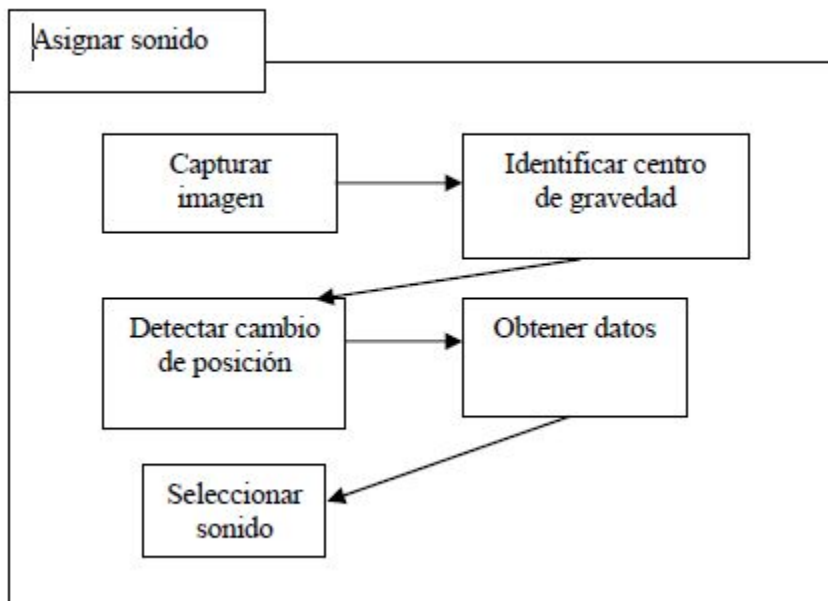 Asignar sonido
Capturar
imagen
Identificar centro
de gravedad
Detectar cambio
de posición
Obtener datos
Seleccionar
sonido